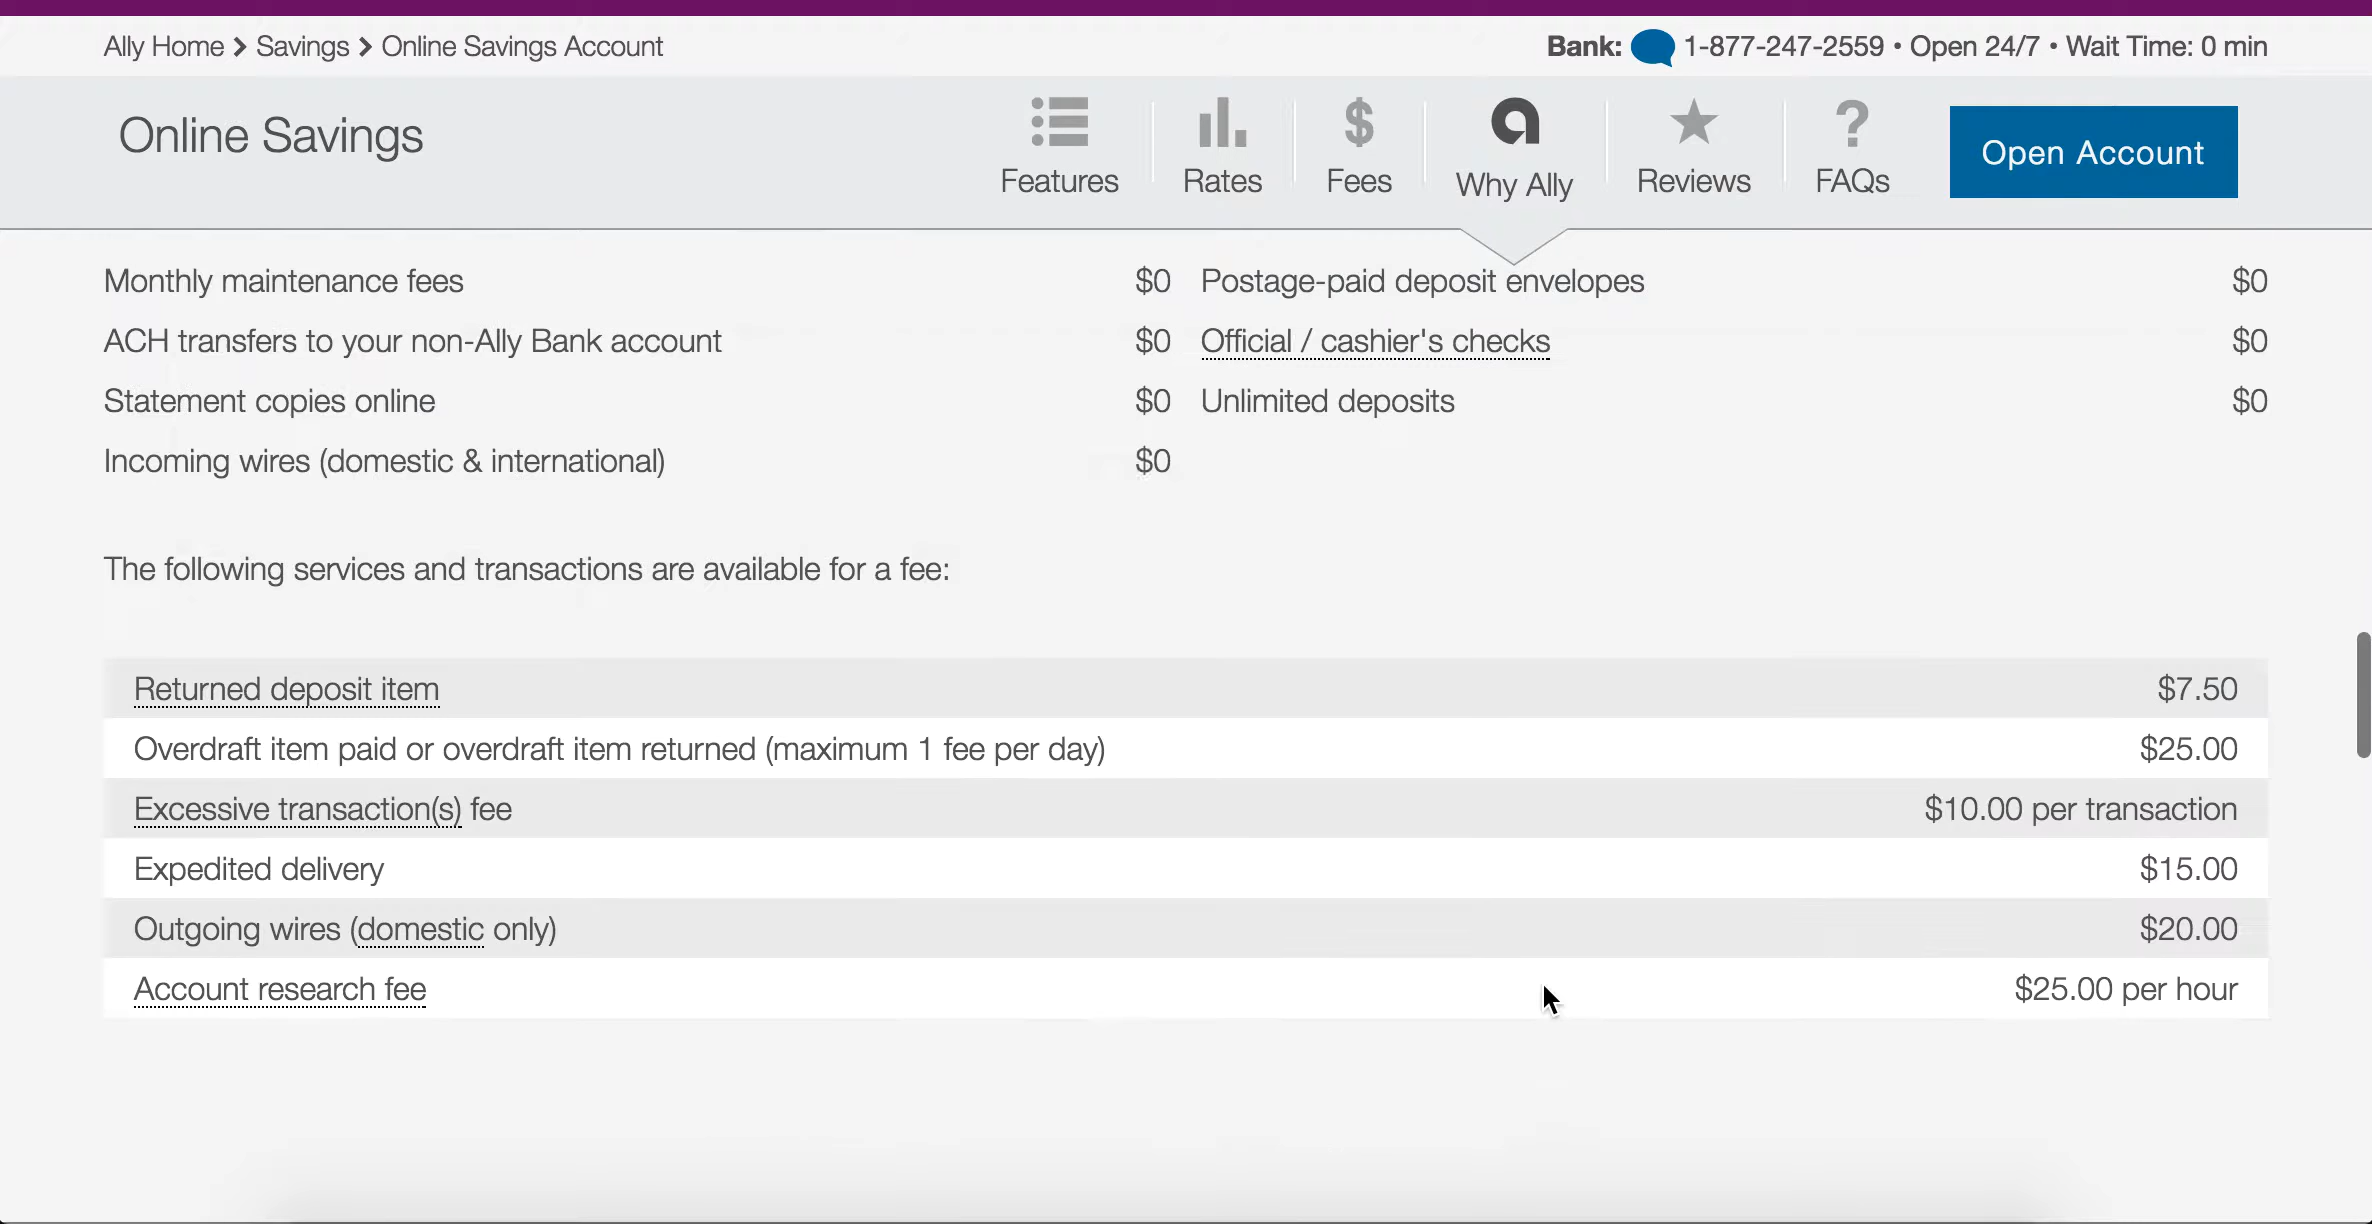 Ally Home > Savings > Online Savings Account
Bank: 1-877-247-2559 • Open 24/7 • Wait Time: 0 min
Online Savings
Features
Rates
Fees
Why Ally
Reviews
FAQs
Open Account
Monthly maintenance fees $0 Postage-paid deposit envelopes $0
ACH transfers to your non-Ally Bank account $0 Official / cashier's checks $0
Statement copies online $0 Unlimited deposits $0
Incoming wires (domestic & international) $0
The following services and transactions are available for a fee:
Returned deposit item $7.50
Overdraft item paid or overdraft item returned (maximum 1 fee per day) $25.00
Excessive transaction(s) fee $10.00 per transaction
Expedited delivery $15.00
Outgoing wires (domestic only) $20.00
Account research fee $25.00 per hour